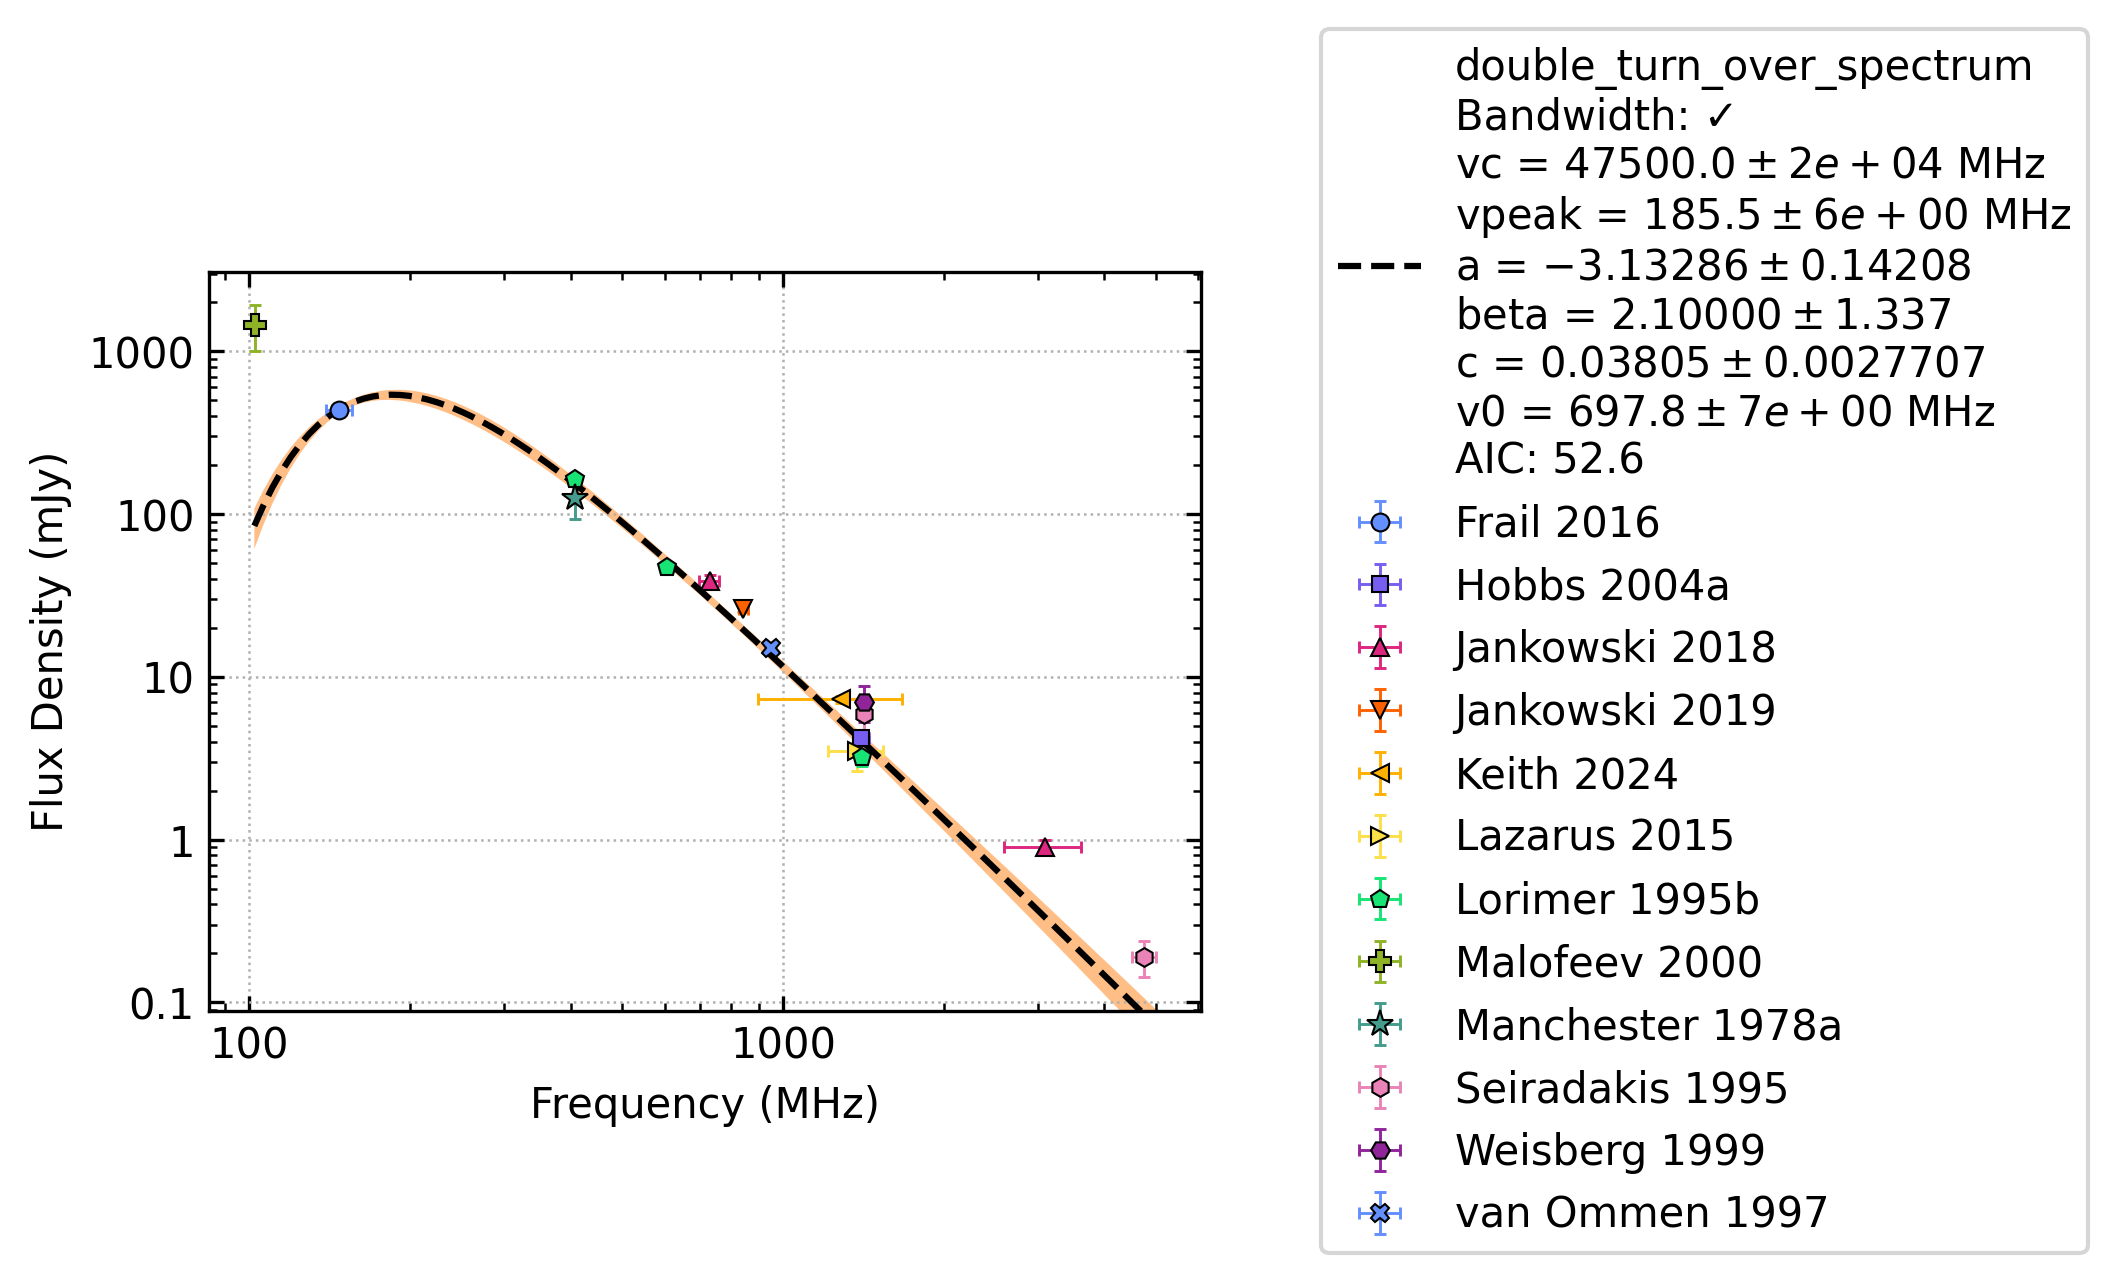 double_turn_over_spectrum
Bandwidth: ✓
vc = 47500.0 ± 2e + 04 MHz
vpeak = 185.5 ± 6e + 00 MHz
a = −3.13286 ± 0.14208
beta = 2.10000 ± 1.337
c = 0.03805 ± 0.0027707
v0 = 697.8 ± 7e + 00 MHz
AIC: 52.6
Frail 2016
Hobbs 2004a
Jankowski 2018
Jankowski 2019
Keith 2024
Lazarus 2015
Lorimer 1995b
Malofeev 2000
Manchester 1978a
Seiradakis 1995
Weisberg 1999
van Ommen 1997
Flux Density (mJy)
1000
100
10
1
0.1
100
1000
Frequency (MHz)